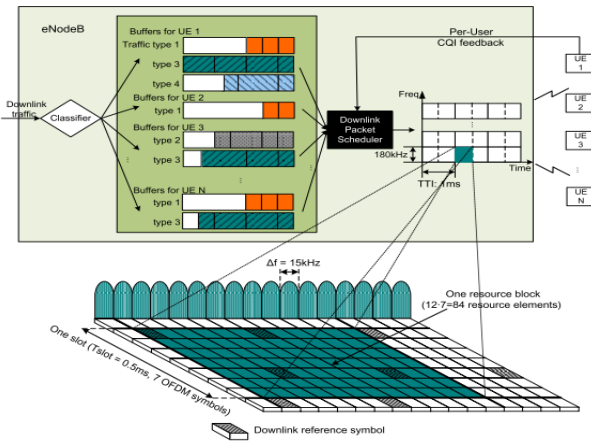 eNodeB
Buffers for UE 1
Traffic type 1
type 3
type 4
Buffers for UE 2
type 1
Buffers for UE 3
type 2
type 3
Buffers for UE N
type 1
type 3
Downlink
traffic
Classifier
Downlink
Packet
Scheduler
Per-User
CQI feedback
Freq
180kHz
Time
TTI: 1ms
UE
1
UE
2
UE
3
UE
N
Δf = 15kHz
One resource block
(12·7=84 resource elements)
One slot (Tslot = 0.5ms, 7 OFDM symbols)
Downlink reference symbol